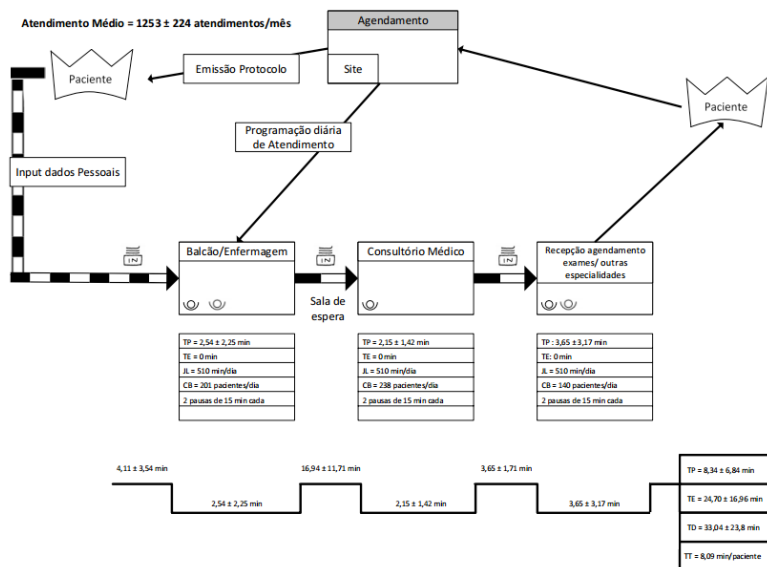 Atendimento Médio = 1253 ± 224 atendimentos/mês
Agendamento
Site
Paciente
Emissão Protocolo
Paciente
Programação diária
de Atendimento
Input dados Pessoais
IN
Balcão/Enfermagem
IN
Sala de
espera
Consultório Médico
IN
Recepção agendamento
exames/ outras
especialidades
TP = 2,54 ± 2,25 min
TE = 0 min
JL = 510 min/dia
CB = 201 pacientes/dia
2 pausas de 15 min cada
TP = 2,15 ± 1,42 min
TE = 0 min
JL = 510 min/dia
CB = 238 pacientes/dia
2 pausas de 15 min cada
TP : 3,65 ± 3,17 min
TE: 0 min
JL = 510 min/dia
CB = 140 pacientes/dia
2 pausas de 15 min cada
4,11 ± 3,54 min
2,54 ± 2,25 min
16,94 ± 11,71 min
2,15 ± 1,42 min
3,65 ± 1,71 min
3,65 ± 3,17 min
TP = 8,34 ± 6,84 min
TE = 24,70 ± 16,96 min
TD = 33,04 ± 23,8 min
TT = 8,09 min/paciente